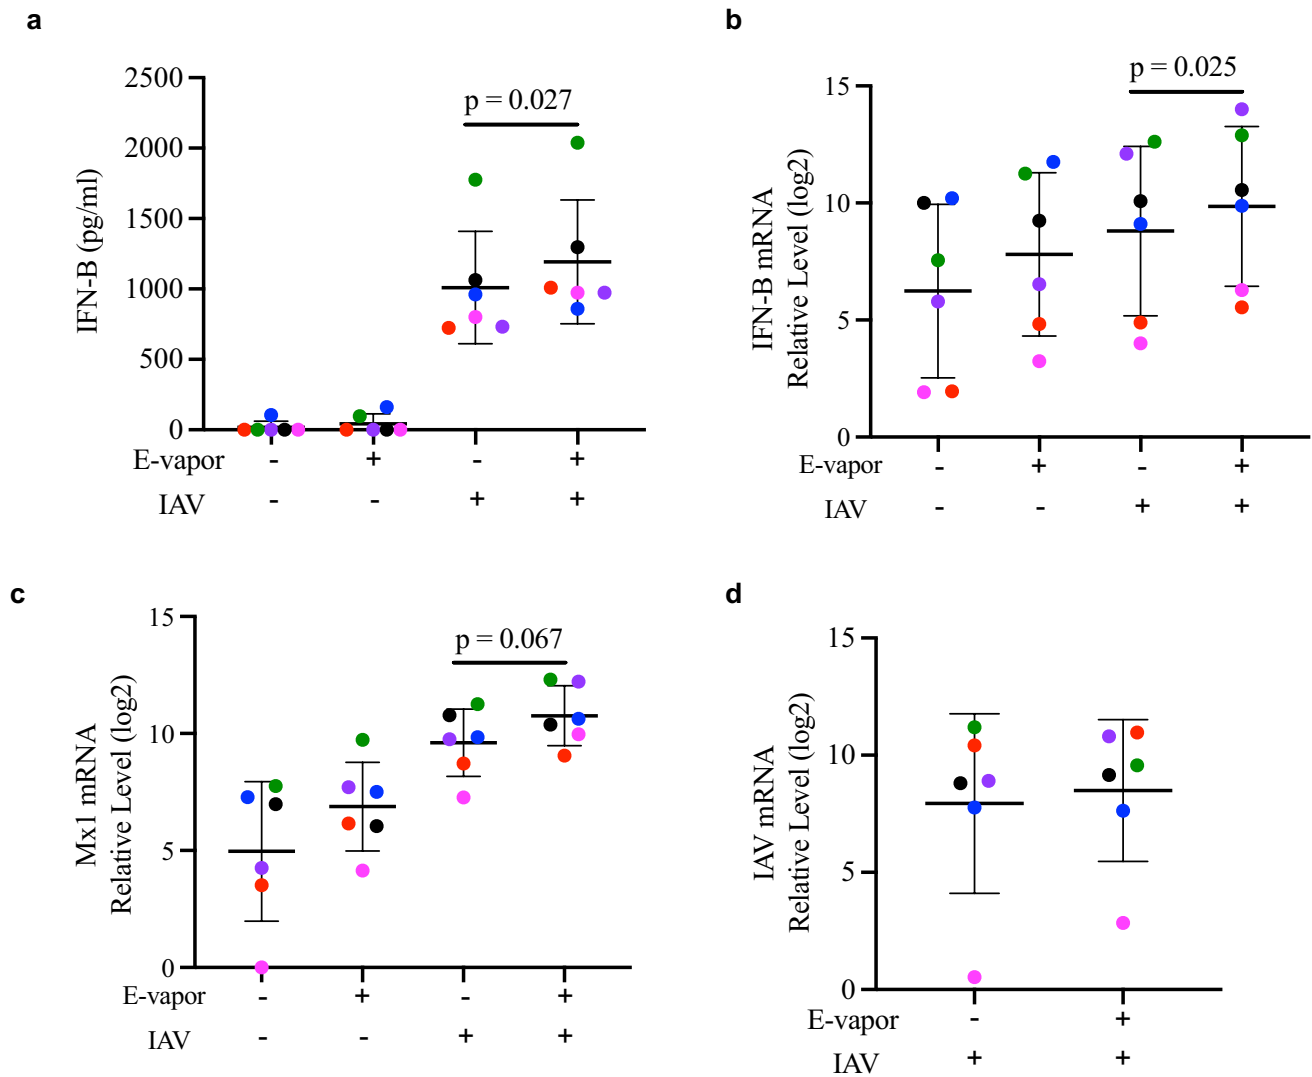 a
2500
2000
1500
1000
500
0
IFN-B (pg/ml)
p = 0.027
E-vapor - + - +
IAV - - + +
b
15
10
5
0
IFN-B mRNA
Relative Level (log2)
p = 0.025
E-vapor - + - +
IAV - - + +
c
15
10
5
0
Mx1 mRNA
Relative Level (log2)
p = 0.067
E-vapor - + - +
IAV - - + +
d
15
10
5
0
IAV mRNA
Relative Level (log2)
E-vapor - +
IAV + +